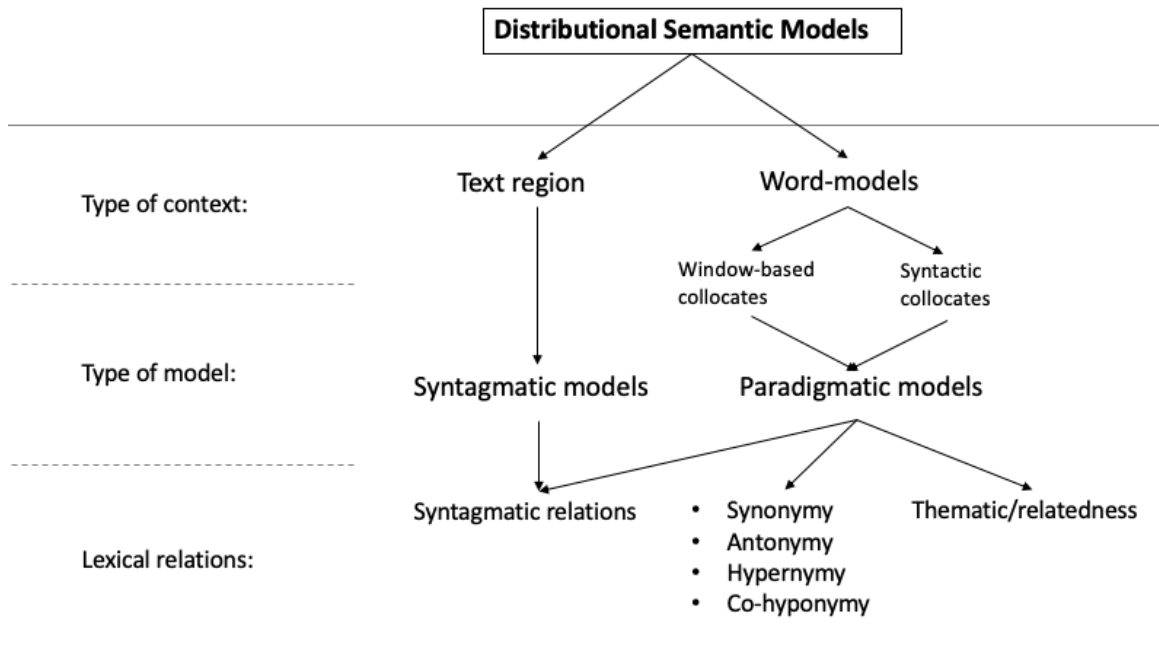 Distributional Semantic Models
Text region
Word-models
Type of context:
Window-based
collocates
Syntactic
collocates
Type of model:
Syntagmatic models
Paradigmatic models
Syntagmatic relations
• Synonymy
• Antonymy
• Hypernymy
• Co-hyponymy
Thematic/relatedness
Lexical relations: